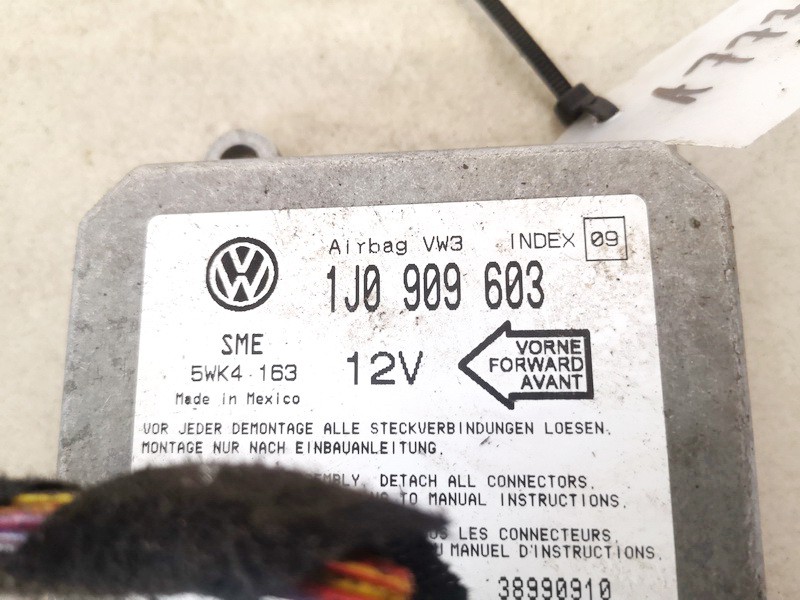 A777
Airbag VW3 INDEX 09
1J0 909 603
SME
5WK4 163
Made in Mexico
12V
VORNE
FORWARD
AVANT
VOR JEDER DEMONTAGE ALLE STECKVERBINDUNGEN LOESEN.
MONTAGE NUR NACH EINBAUANLEITUNG.
DETACH ALL CONNECTORS.
TO MANUAL INSTRUCTIONS.
LES CONNECTEURS.
MANUEL D'INSTRUCTIONS.
38990910